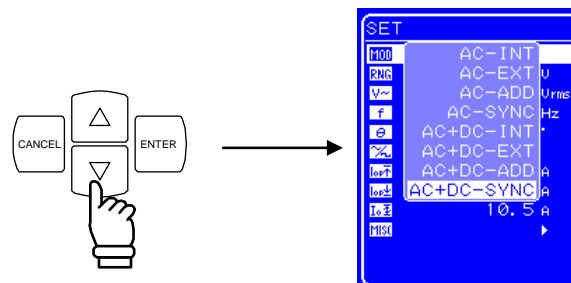 CANCEL
ENTER
SET
MOD
AC-INT
RNG
AC-EXT
V
V~
AC-ADD
Vrms
f
AC-SYNC
Hz
θ
AC+DC-INT
°
AC+DC-EXT
AC+DC-ADD
A
AC+DC-SYNC
A
10.5 A
MISC